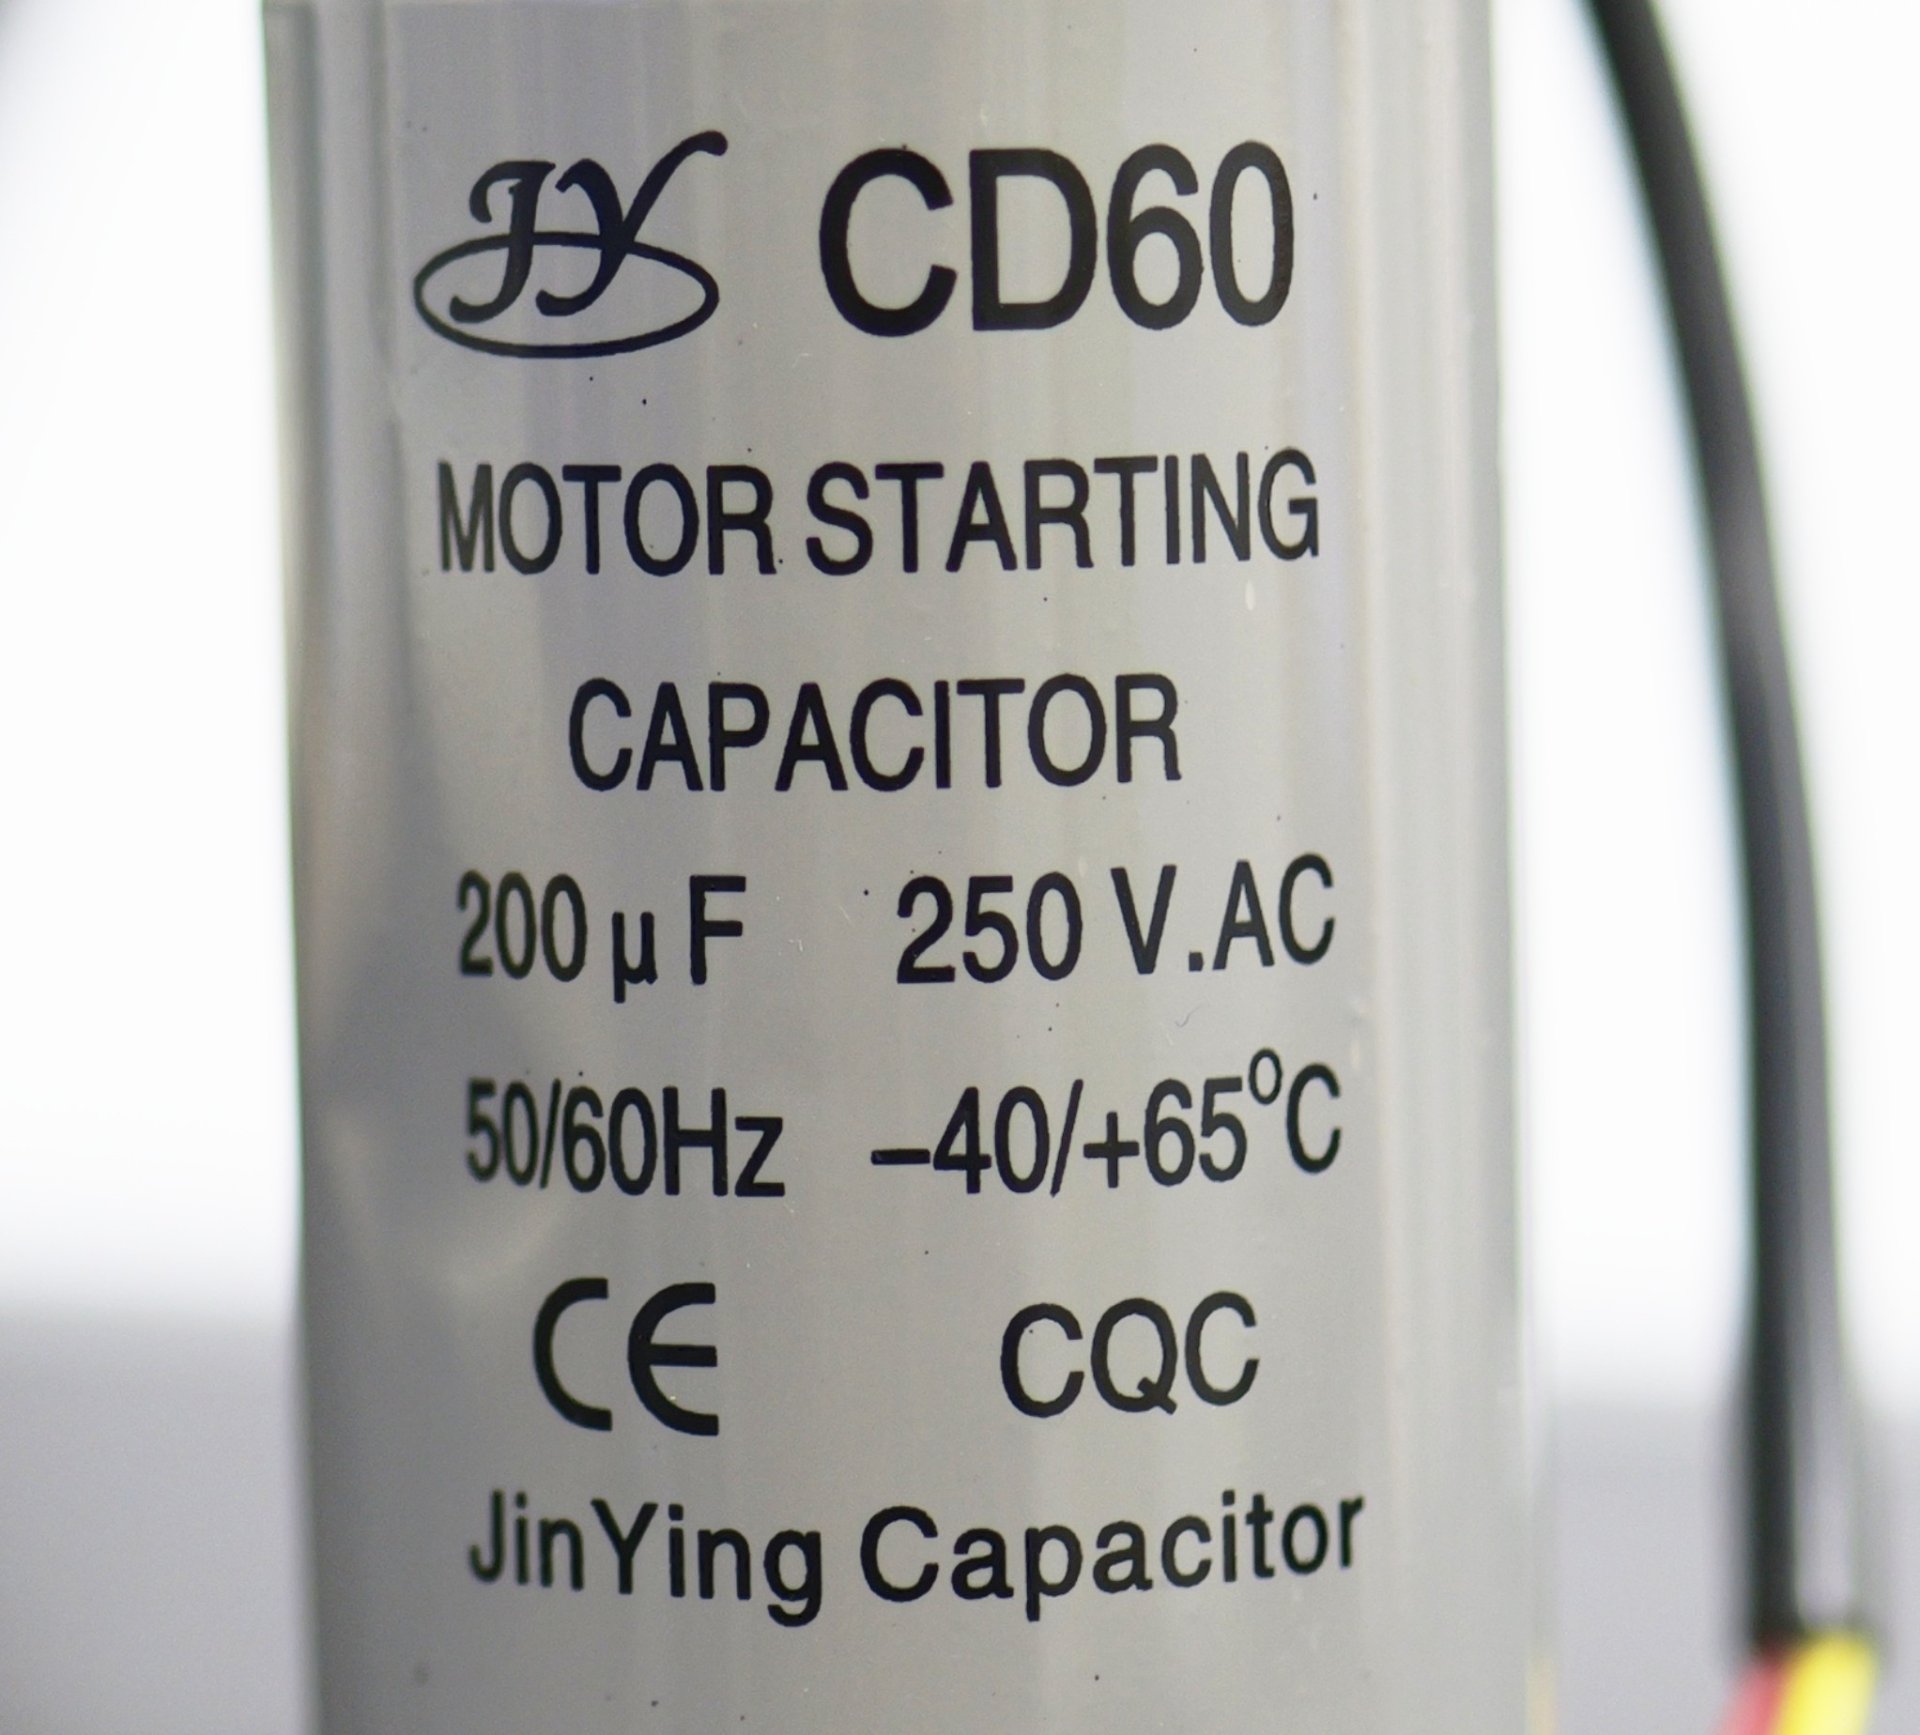 JY CD60
MOTOR STARTING
CAPACITOR
200 µ F 250 V.AC
50/60Hz –40/+65°C
CE CQC
JinYing Capacitor